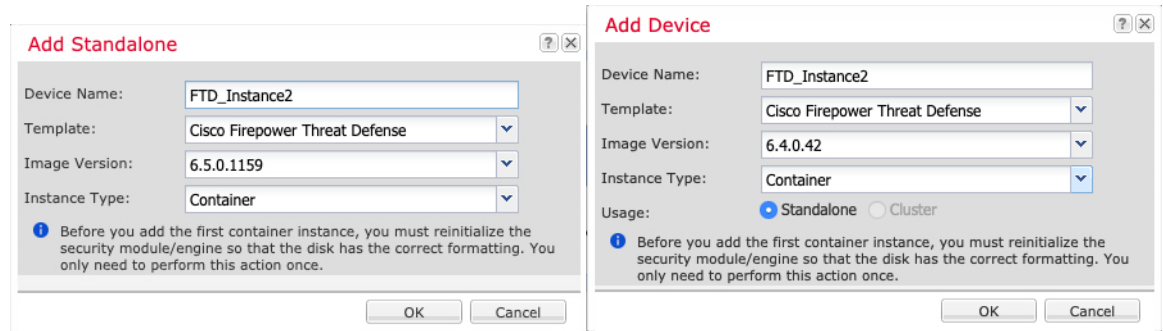 Add Standalone
Device Name: FTD_Instance2
Template: Cisco Firepower Threat Defense
Image Version: 6.5.0.1159
Instance Type: Container
Before you add the first container instance, you must reinitialize the
security module/engine so that the disk has the correct formatting. You
only need to perform this action once.
OK Cancel
Add Device
Device Name: FTD_Instance2
Template: Cisco Firepower Threat Defense
Image Version: 6.4.0.42
Instance Type: Container
Usage: Standalone Cluster
Before you add the first container instance, you must reinitialize the
security module/engine so that the disk has the correct formatting. You
only need to perform this action once.
OK Cancel